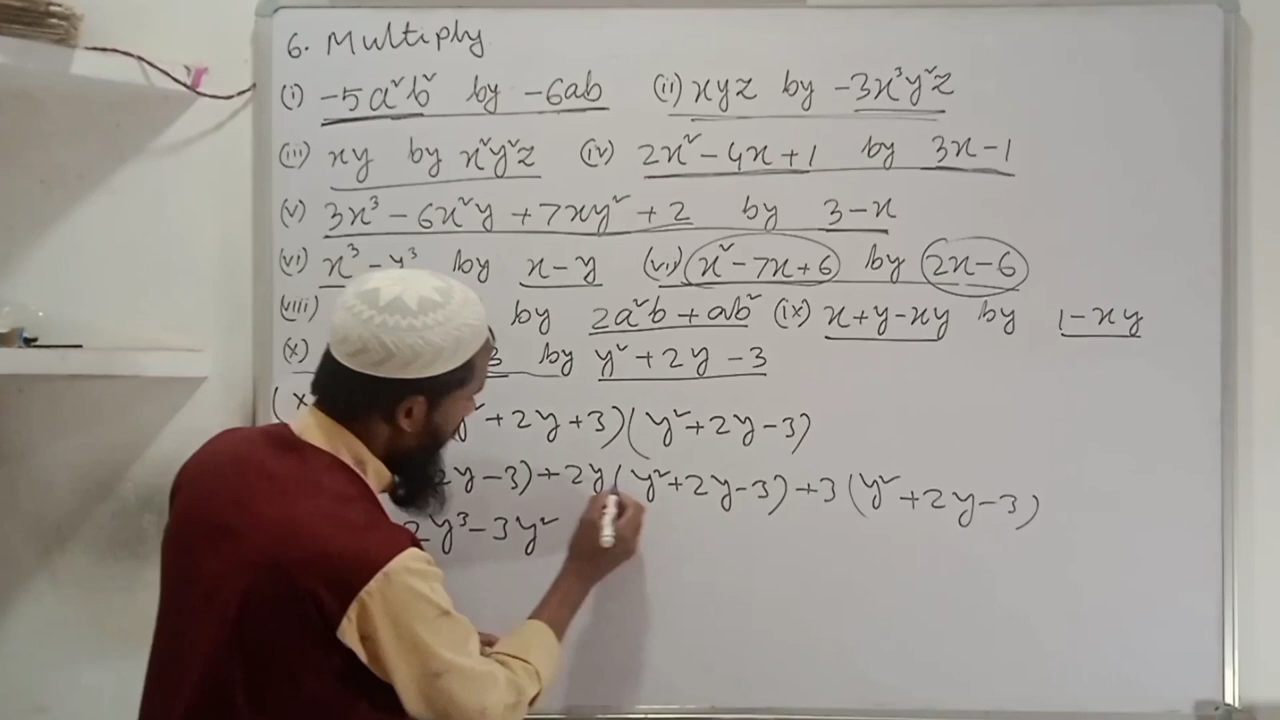 6. Multiply
(i) -5a²b² by -6ab (ii) xyz by -3x³y²z
(iii) xy by x²y²z (iv) 2x² - 4x + 1 by 3x - 1
(v) 3x³ - 6x²y + 7xy² + 2 by 3 - x
(vi) x³ - y³ by x - y (vii) x² - 7x + 6 by 2x - 6
(viii) by 2a²b + ab² (ix) x + y - xy by 1 - xy
(x) 3 by y² + 2y - 3
(x ² + 2y + 3)(y² + 2y - 3)
2y - 3) + 2y(y² + 2y - 3) + 3(y² + 2y - 3)
2y³ - 3y²